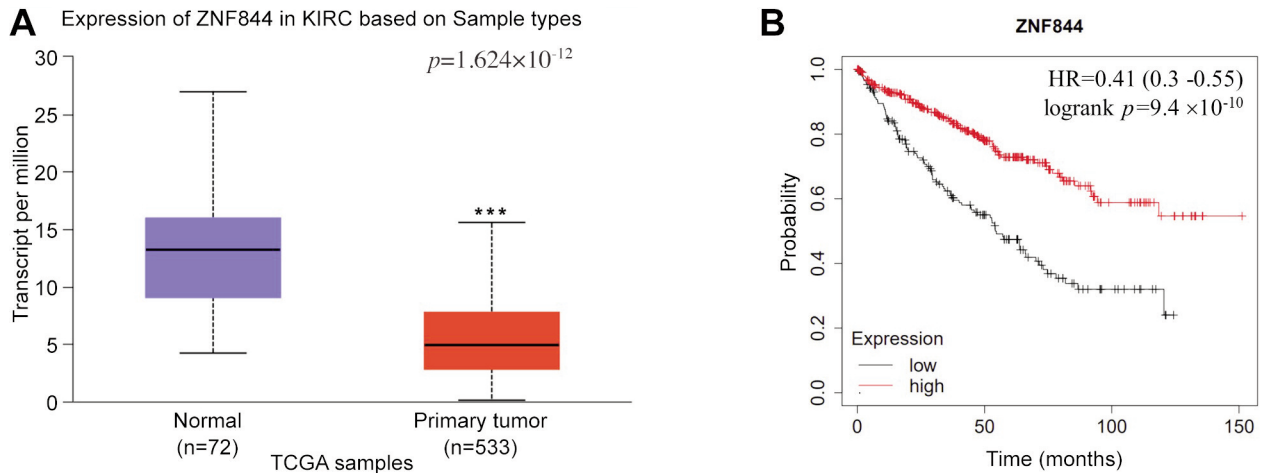 A
Expression of ZNF844 in KIRC based on Sample types
p=1.624×10-12
Transcript per million
30
25
20
15
10
5
0
***
Normal
(n=72)
Primary tumor
(n=533)
TCGA samples
B
ZNF844
HR=0.41 (0.3 -0.55)
logrank p=9.4 ×10-10
Probability
1.0
0.8
0.6
0.4
0.2
0.0
Expression
low
high
0 50 100 150
Time (months)